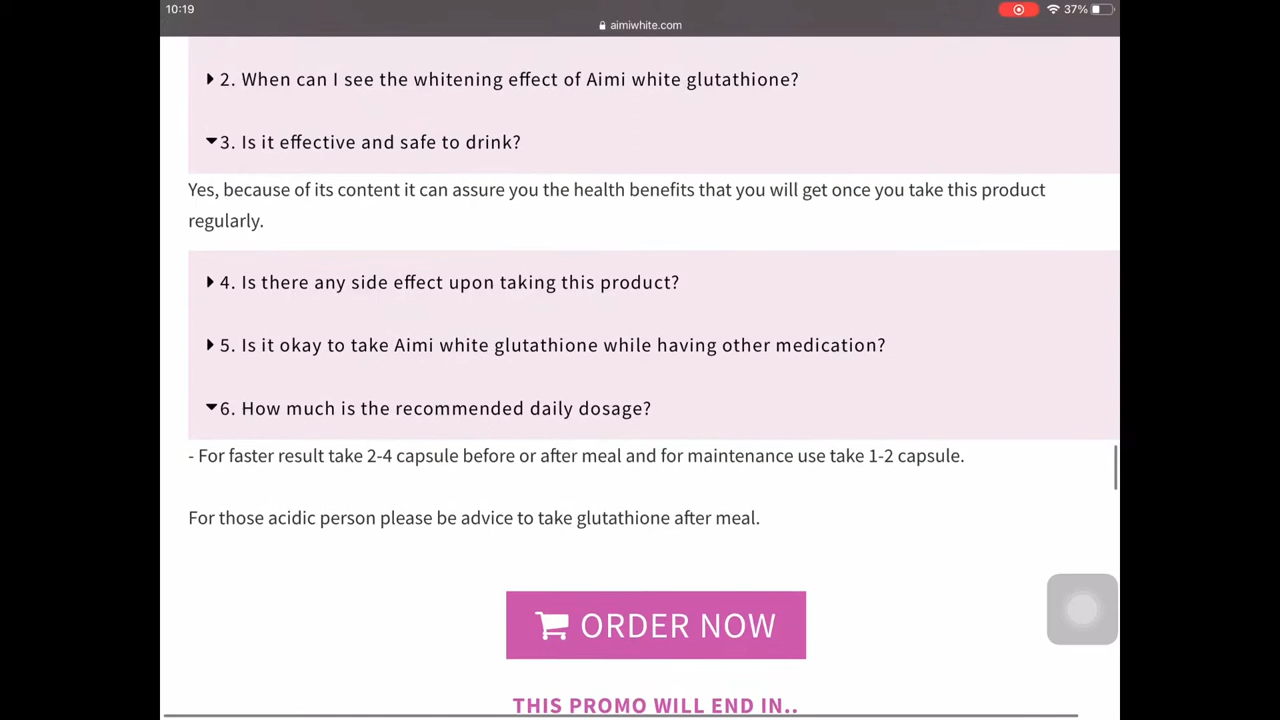 10:19
37%
aimiwhite.com
2. When can I see the whitening effect of Aimi white glutathione?
3. Is it effective and safe to drink?
Yes, because of its content it can assure you the health benefits that you will get once you take this product
regularly.
4. Is there any side effect upon taking this product?
5. Is it okay to take Aimi white glutathione while having other medication?
6. How much is the recommended daily dosage?
- For faster result take 2-4 capsule before or after meal and for maintenance use take 1-2 capsule.
For those acidic person please be advice to take glutathione after meal.
ORDER NOW
THIS PROMO WILL END IN..